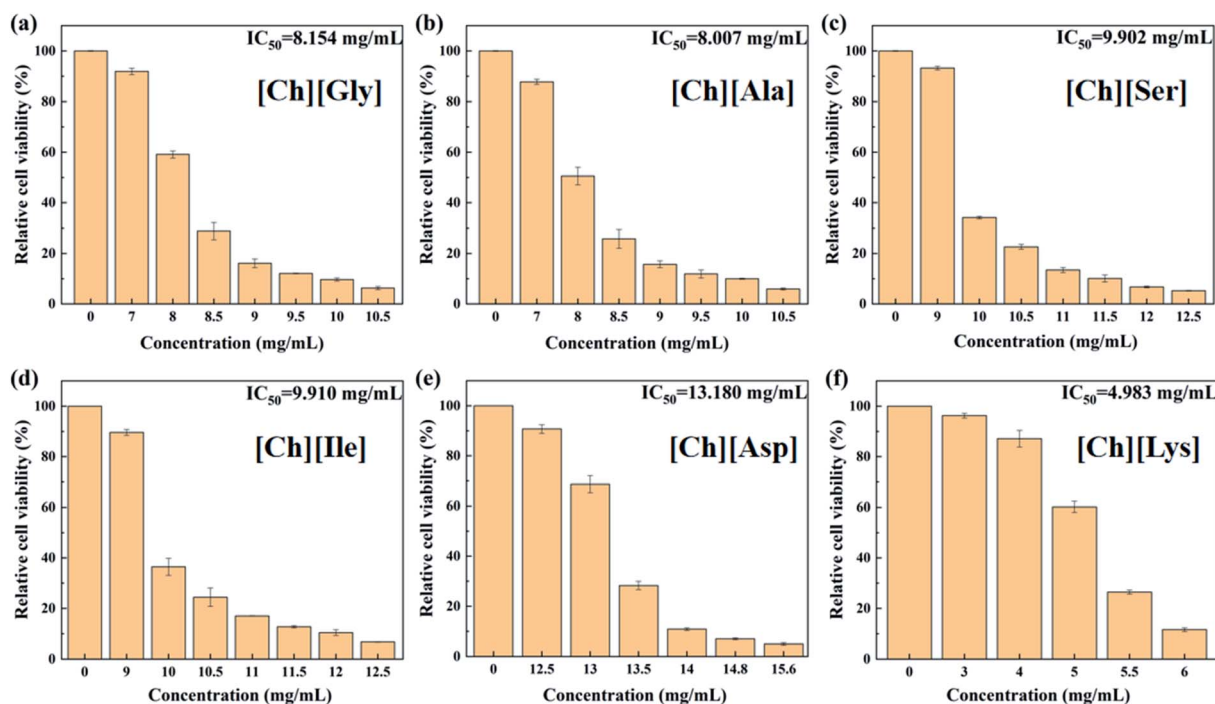 (a)
IC50=8.154 mg/mL
[Ch][Gly]
Relative cell viability (%)
100
80
60
40
20
0
0 7 8 8.5 9 9.5 10 10.5
Concentration (mg/mL)
(b)
IC50=8.007 mg/mL
[Ch][Ala]
Relative cell viability (%)
100
80
60
40
20
0
0 7 8 8.5 9 9.5 10 10.5
Concentration (mg/mL)
(c)
IC50=9.902 mg/mL
[Ch][Ser]
Relative cell viability (%)
100
80
60
40
20
0
0 9 10 10.5 11 11.5 12 12.5
Concentration (mg/mL)
(d)
IC50=9.910 mg/mL
[Ch][Ile]
Relative cell viability (%)
100
80
60
40
20
0
0 9 10 10.5 11 11.5 12 12.5
Concentration (mg/mL)
(e)
IC50=13.180 mg/mL
[Ch][Asp]
Relative cell viability (%)
100
80
60
40
20
0
0 12.5 13 13.5 14 14.8 15.6
Concentration (mg/mL)
(f)
IC50=4.983 mg/mL
[Ch][Lys]
Relative cell viability (%)
100
80
60
40
20
0
0 3 4 5 5.5 6
Concentration (mg/mL)